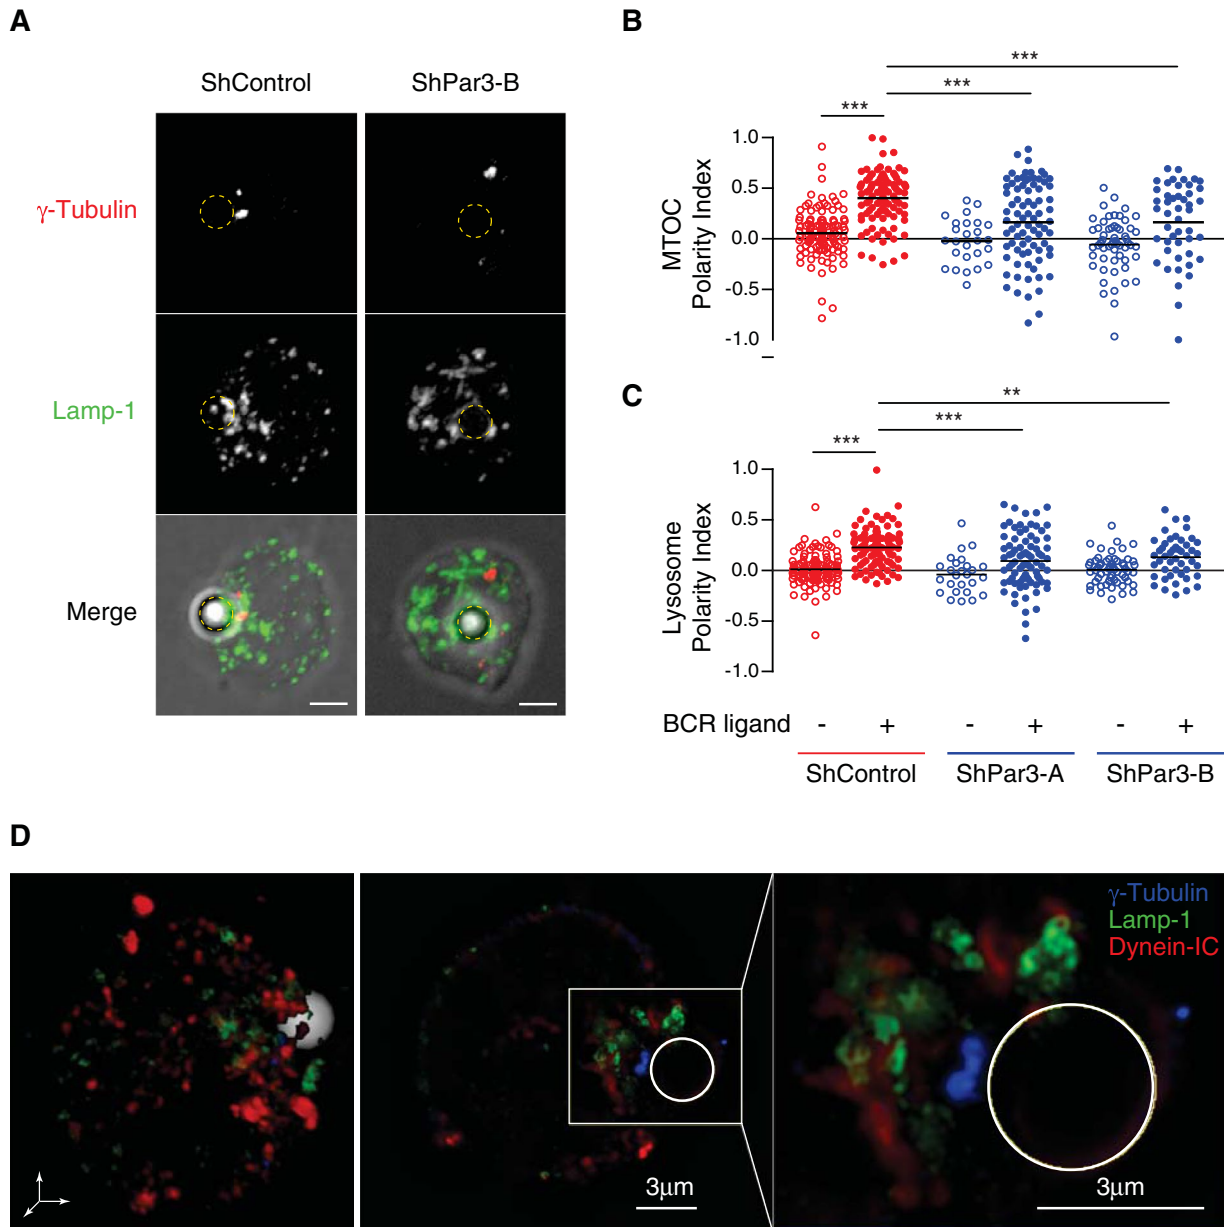 A
ShControl
ShPar3-B
γ-Tubulin
Lamp-1
Merge
B
***
***
***
MTOC
Polarity Index
1.0
0.5
0.0
-0.5
-1.0
C
**
***
***
Lysosome
Polarity Index
1.0
0.5
0.0
-0.5
-1.0
BCR ligand - + - + - +
ShControl ShPar3-A ShPar3-B
D
γ-Tubulin
Lamp-1
Dynein-IC
3μm
3μm